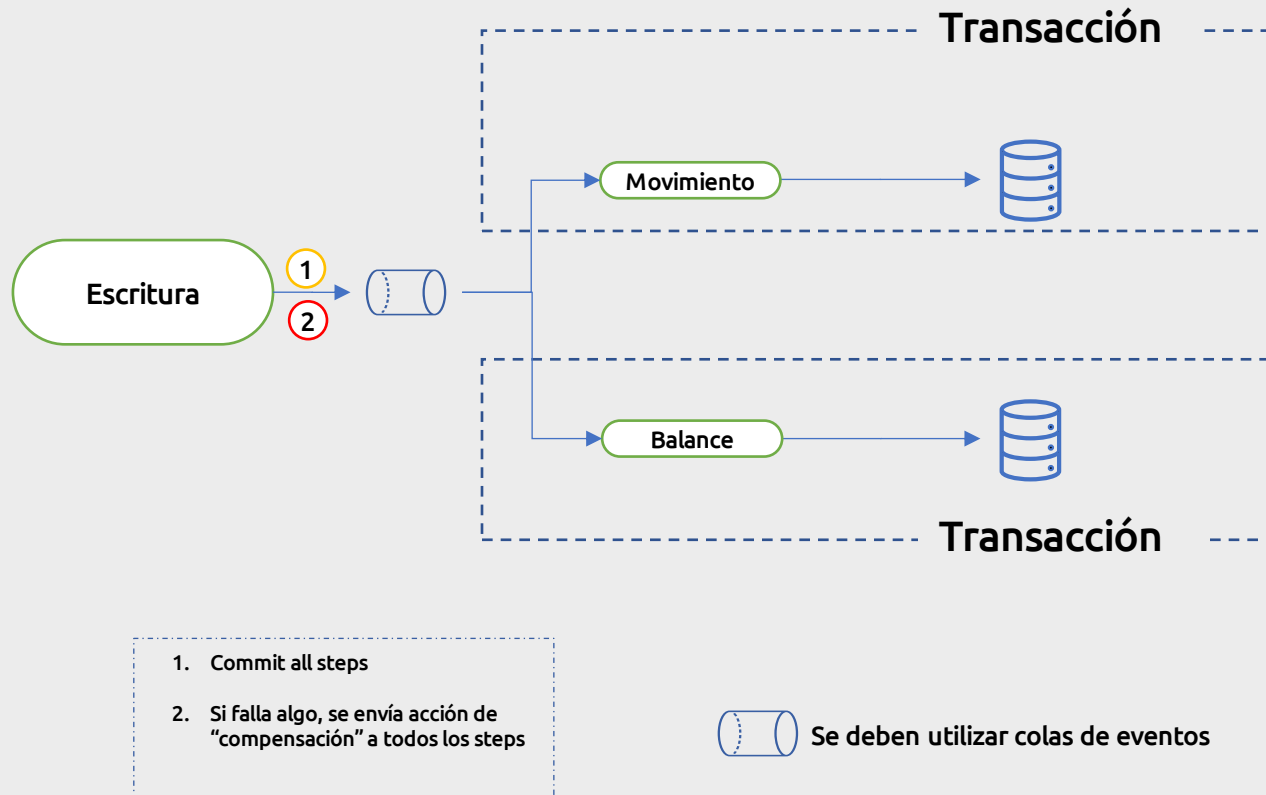 Transacción
Movimiento
1
Escritura
2
Balance
Transacción
1. Commit all steps
2. Si falla algo, se envía acción de
“compensación” a todos los steps
Se deben utilizar colas de eventos